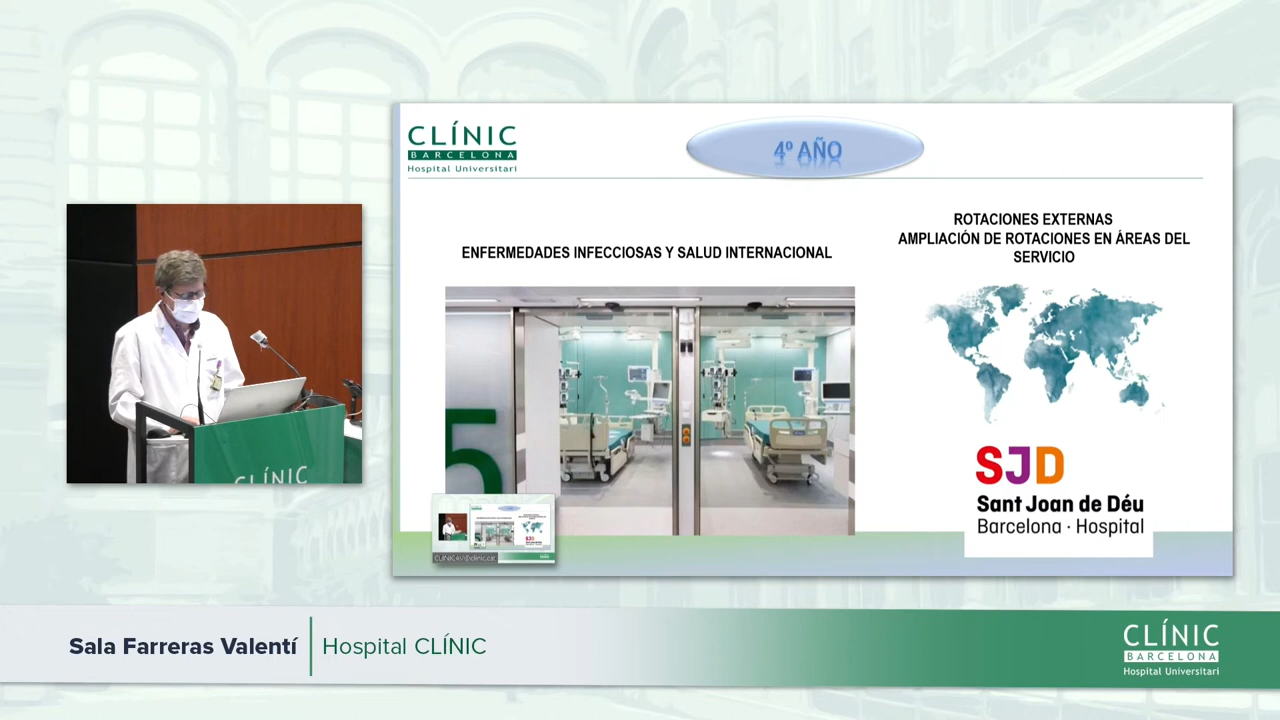 CLÍNIC
BARCELONA
Hospital Universitari
4º AÑO
ENFERMEDADES INFECCIOSAS Y SALUD INTERNACIONAL
ROTACIONES EXTERNAS
AMPLIACIÓN DE ROTACIONES EN ÁREAS DEL
SERVICIO
5
SJD
Sant Joan de Déu
Barcelona · Hospital
CLÍNIC
Sala Farreras Valentí
Hospital CLÍNIC
CLÍNIC
BARCELONA
Hospital Universitari